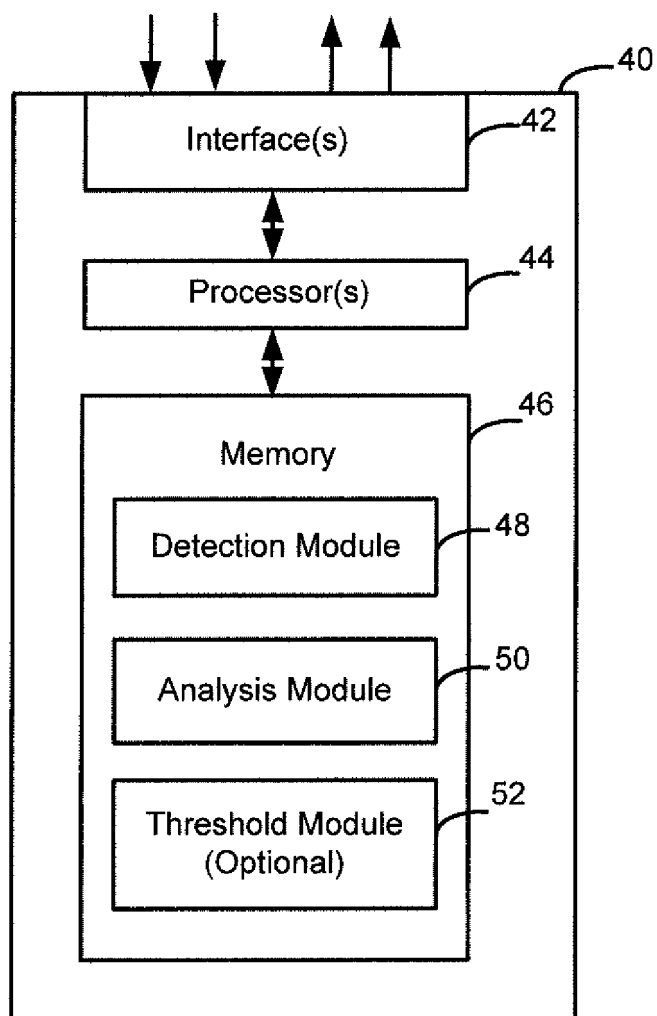 40
Interface(s)
42
Processor(s)
44
46
Memory
Detection Module
48
Analysis Module
50
Threshold Module
(Optional)
52